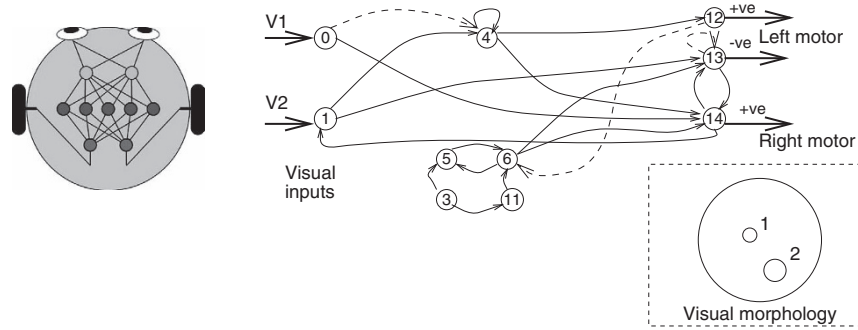 V1
0
4
12
+ve
Left motor
-ve
13
V2
1
14
+ve
Right motor
Visual
inputs
5
6
3
11
1
2
Visual morphology